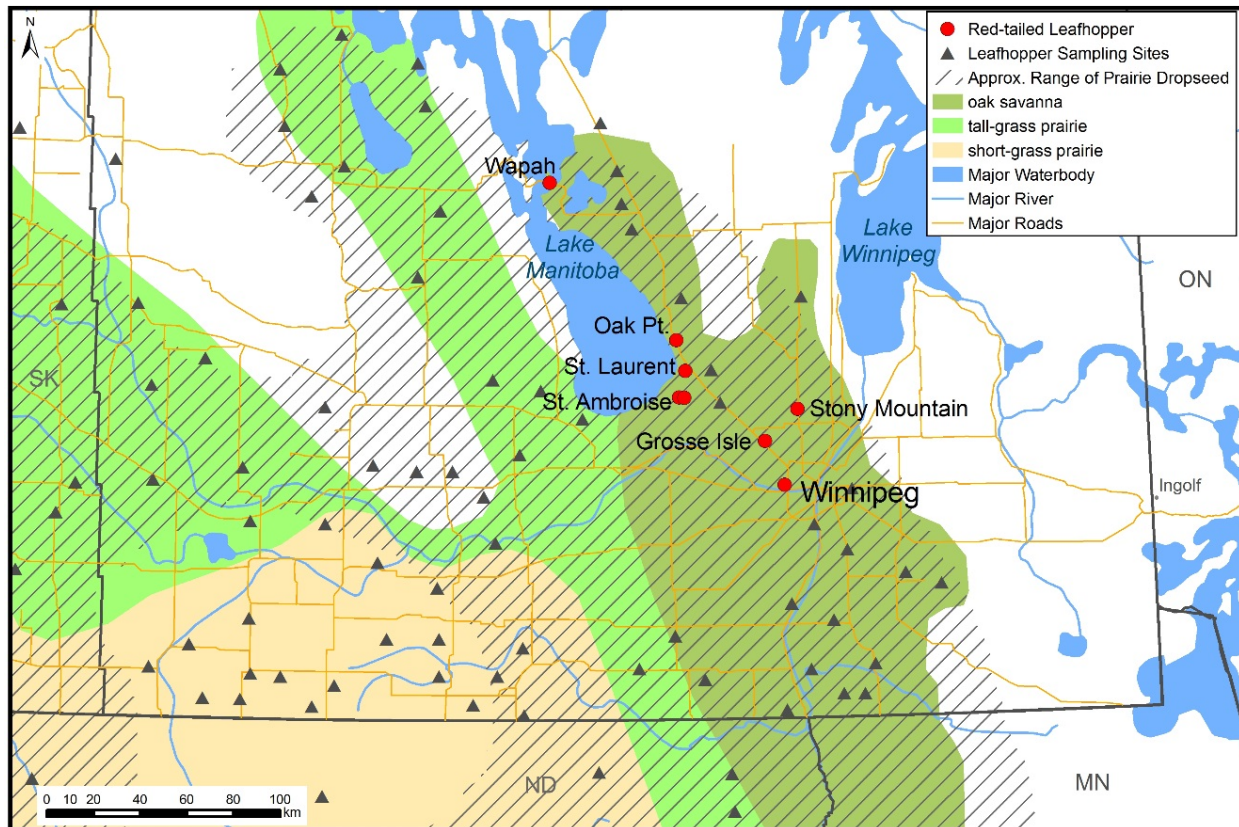 N
Red-tailed Leafhopper
Leafhopper Sampling Sites
Approx. Range of Prairie Dropseed
oak savanna
tall-grass prairie
short-grass prairie
Major Waterbody
Major River
Major Roads
Wapah
Lake
Manitoba
Lake
Winnipeg
ON
Oak Pt.
St. Laurent
SK
St. Ambroise
Stony Mountain
Grosse Isle
Winnipeg
Ingolf
ND
MN
0 10 20 40 60 80 100
km